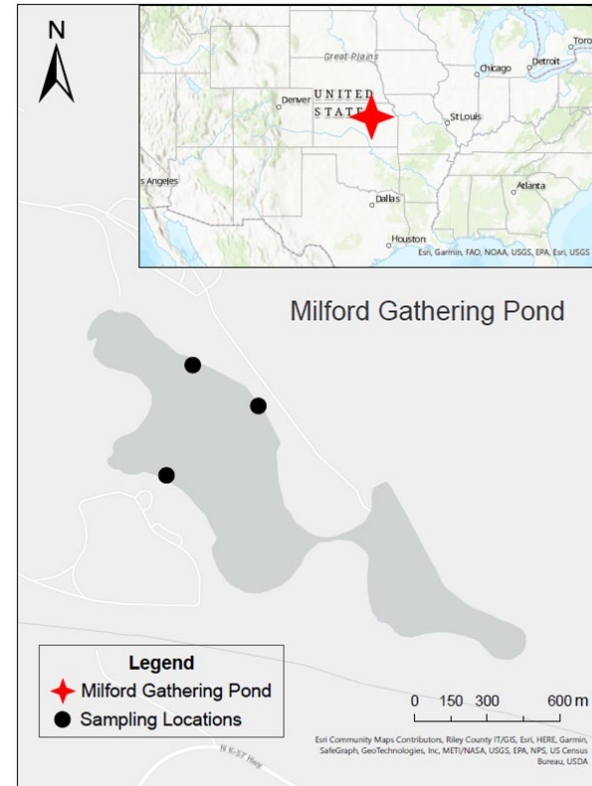 N
Great Plains
Toro
Detroit
Chicago
UNITED
Denver
STATE
St Louis
s Angeles
Atlanta
Dallas
Houston
Esri, Garmin, FAO, NOAA, USGS, EPA, Esri, USGS
Milford Gathering Pond
Legend
Milford Gathering Pond
Sampling Locations
0 150 300 600 m
Esri Community Maps Contributors, Riley County IT/GIS, Esri, HERE, Garmin,
SafeGraph, GeoTechnologies, Inc, METI/NASA, USGS, EPA, NPS, US Census
Bureau, USDA
W K-57 Hwy